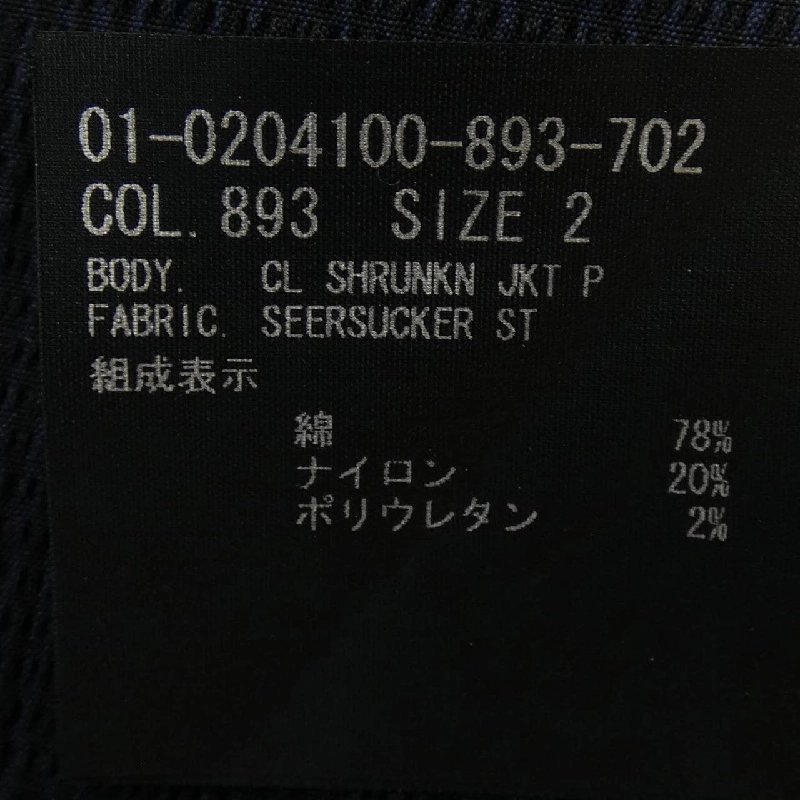 01-0204100-893-702
COL. 893 SIZE 2
BODY. CL SHRUNKN JKT P
FABRIC. SEERSUCKER ST
組成表示
綿 78%
ナイロン 20%
ポリウレタン 2%